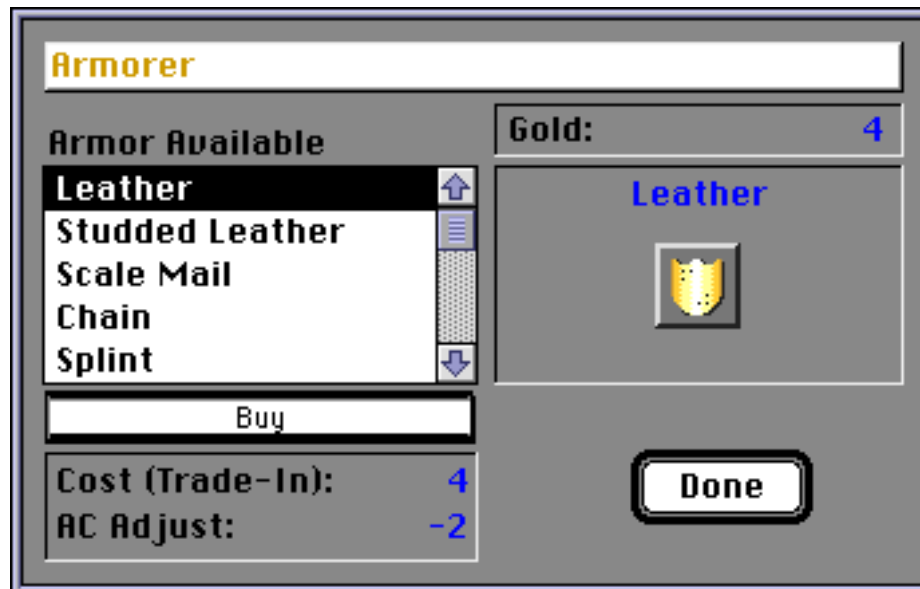 Armorer
Armor Available
Leather
Studded Leather
Scale Mail
Chain
Splint
Buy
Cost (Trade-In): 4
AC Adjust: -2
Gold: 4
Leather
Done